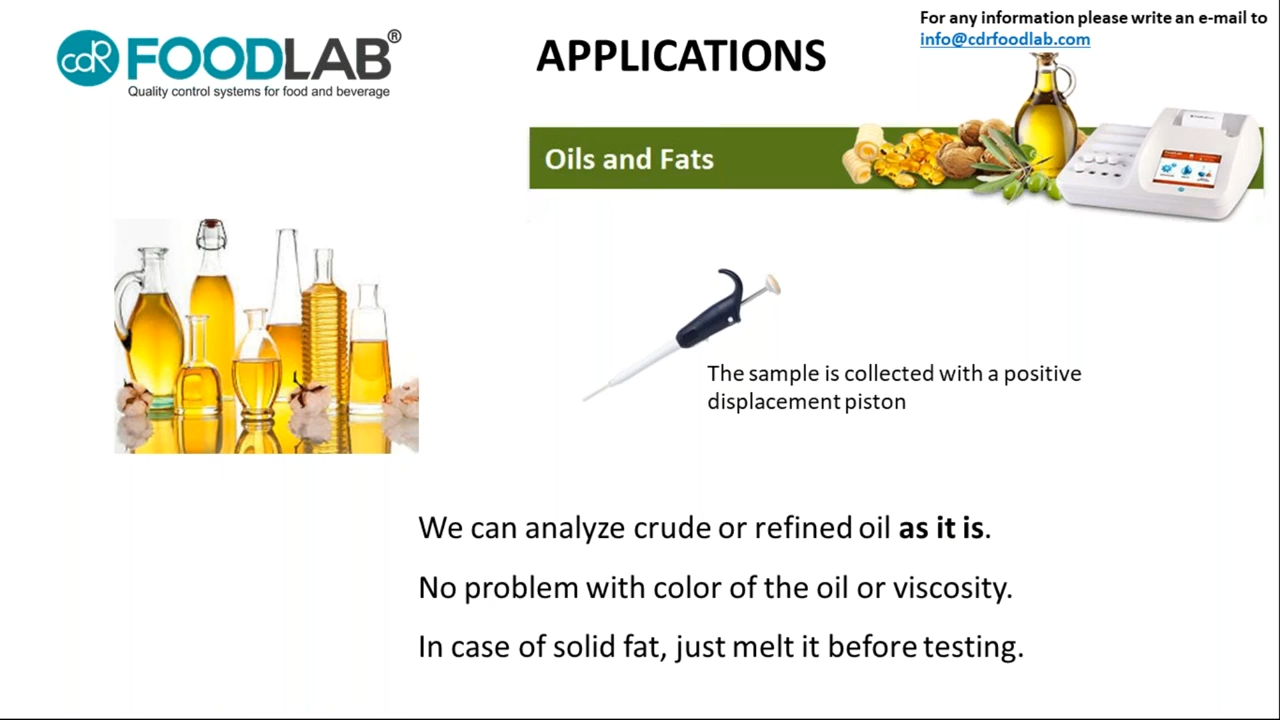 cdR FOODLAB®
Quality control systems for food and beverage
APPLICATIONS
For any information please write an e-mail to
info@cdrfoodlab.com
Oils and Fats
The sample is collected with a positive
displacement piston
We can analyze crude or refined oil as it is.
No problem with color of the oil or viscosity.
In case of solid fat, just melt it before testing.